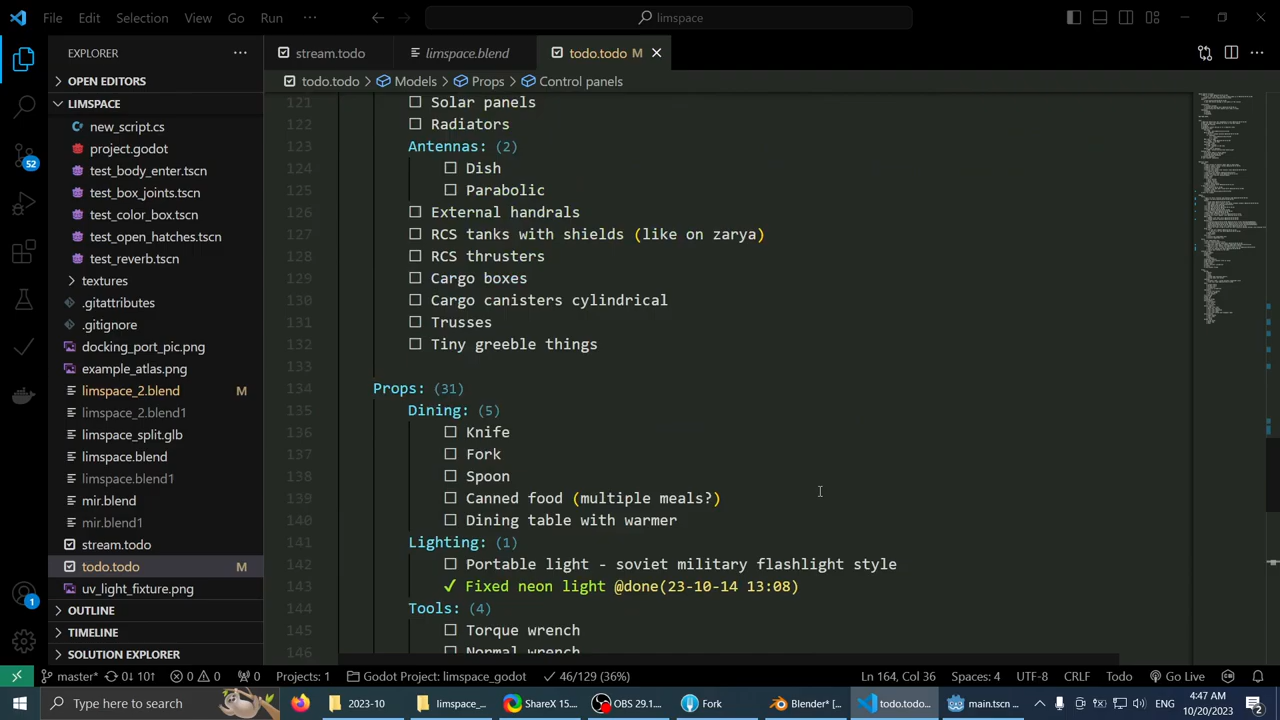 File Edit Selection View Go Run ··· limspace
EXPLORER ···
stream.todo limspace.blend todo.todo M
OPEN EDITORS
todo.todo > Models > Props > Control panels
LIMSPACE
new_script.cs
project.godot
test_body_enter.tscn
test_box_joints.tscn
test_color_box.tscn
test_open_hatches.tscn
test_reverb.tscn
textures
.gitattributes
.gitignore
docking_port_pic.png
example_atlas.png
limspace_2.blend M
limspace_2.blend1
limspace_split.glb
limspace.blend
limspace.blend1
mir.blend
mir.blend1
stream.todo
todo.todo M
uv_light_fixture.png
OUTLINE
TIMELINE
SOLUTION EXPLORER
52
1
121 Solar panels
122 Radiators
123 Antennas: (2)
124 Dish
125 Parabolic
126 External handrals
127 RCS tanks with shields (like on zarya)
128 RCS thrusters
129 Cargo boxes
130 Cargo canisters cylindrical
131 Trusses
132 Tiny greeble things
133
134 Props: (31)
135 Dining: (5)
136 Knife
137 Fork
138 Spoon
139 Canned food (multiple meals?)
140 Dining table with warmer
141 Lighting: (1)
142 Portable light - soviet military flashlight style
143 ✓ Fixed neon light @done(23-10-14 13:08)
144 Tools: (4)
145 Torque wrench
146 Normal wrench
master* 0↓ 10↑ 0 0 0 Projects: 1 Godot Project: limspace_godot 46/129 (36%) Ln 164, Col 36 Spaces: 4 UTF-8 CRLF Todo Go Live
Type here to search 2023-10 limspace_... ShareX 15.... OBS 29.1.... Fork Blender* [... todo.todo... main.tscn ... 4:47 AM
10/20/2023
2